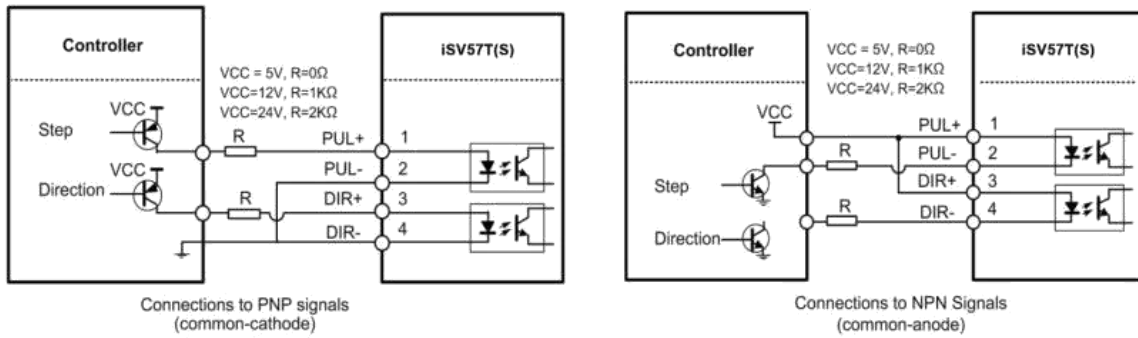 Controller
iSV57T(S)
VCC = 5V, R=0Ω
VCC=12V, R=1KΩ
VCC=24V, R=2KΩ
VCC
Step
R
PUL+
1
VCC
PUL-
2
Direction
R
DIR+
3
DIR-
4
Connections to PNP signals
(common-cathode)
Controller
iSV57T(S)
VCC = 5V, R=0Ω
VCC=12V, R=1KΩ
VCC=24V, R=2KΩ
VCC
PUL+
1
R
PUL-
2
Step
DIR+
3
R
DIR-
4
Direction
Connections to NPN Signals
(common-anode)